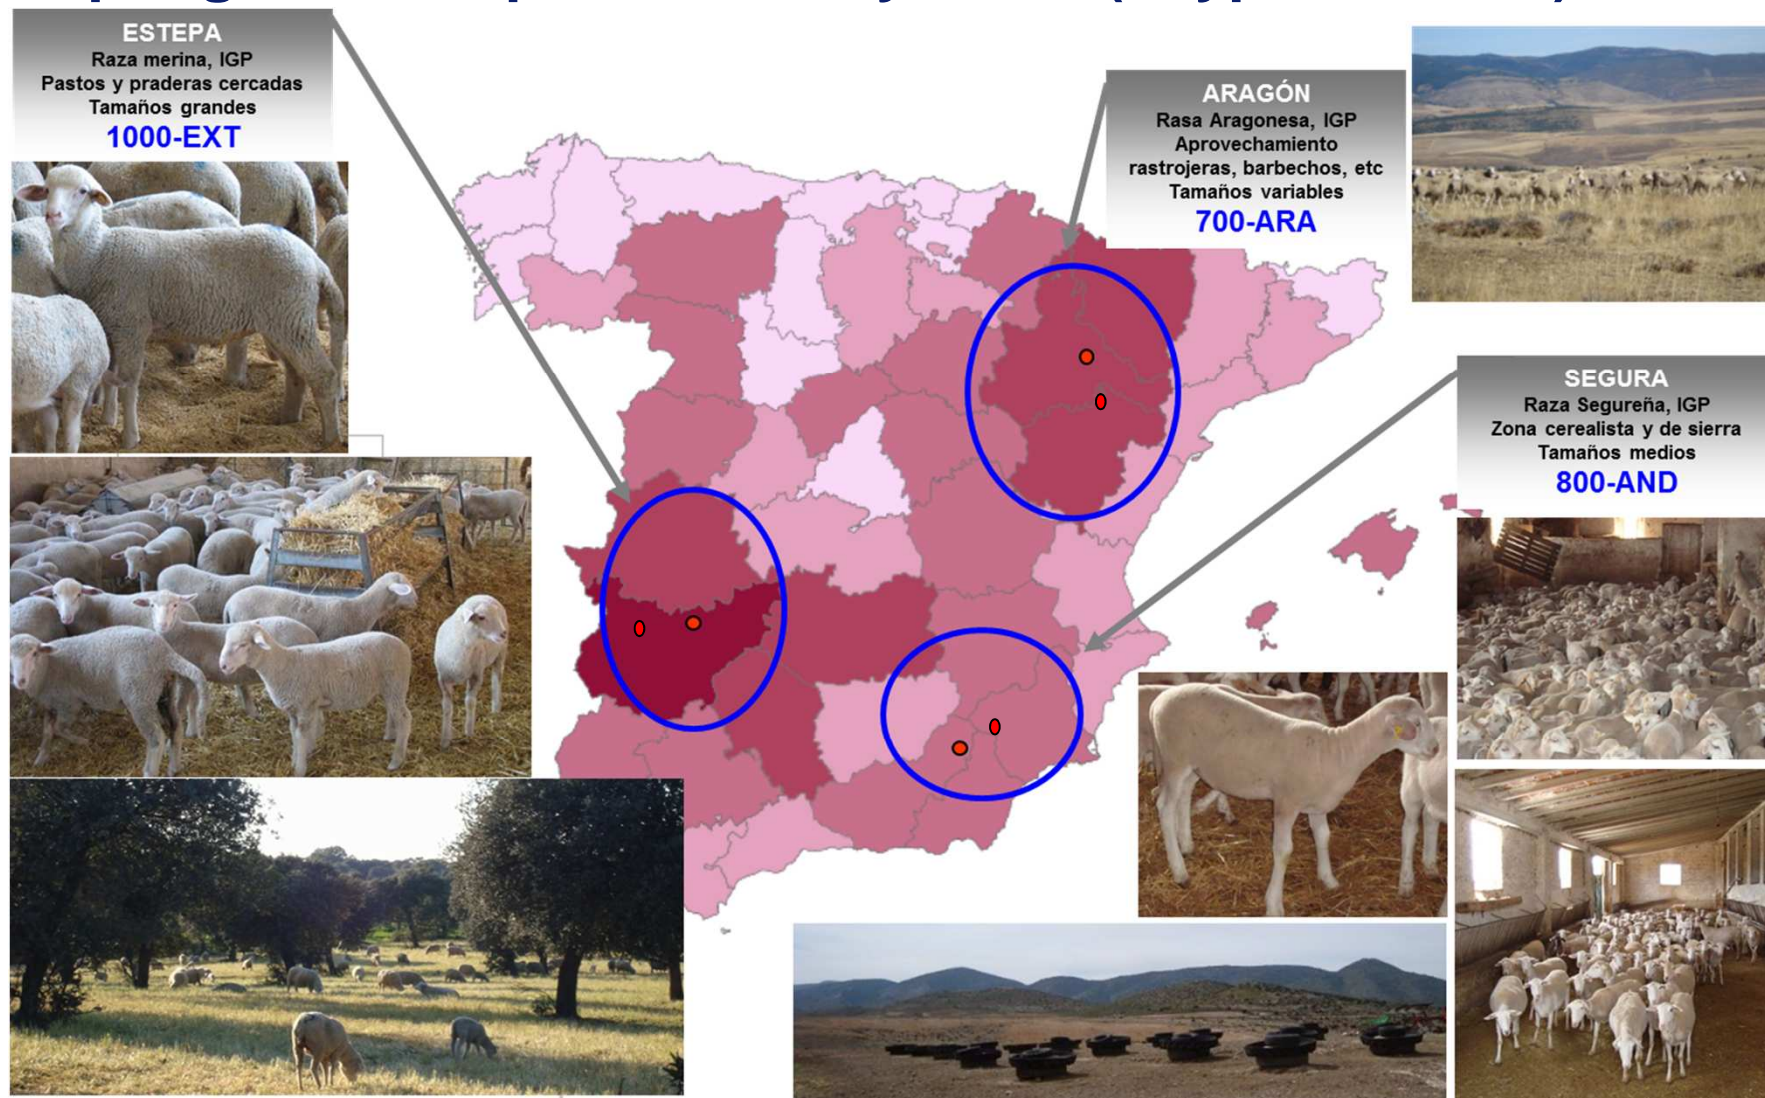 ESTEPA
Raza merina, IGP
Pastos y praderas cercadas
Tamaños grandes
1000-EXT
ARAGÓN
Rasa Aragonesa, IGP
Aprovechamiento
rastrojeras, barbechos, etc
Tamaños variables
700-ARA
SEGURA
Raza Segureña, IGP
Zona cerealista y de sierra
Tamaños medios
800-AND